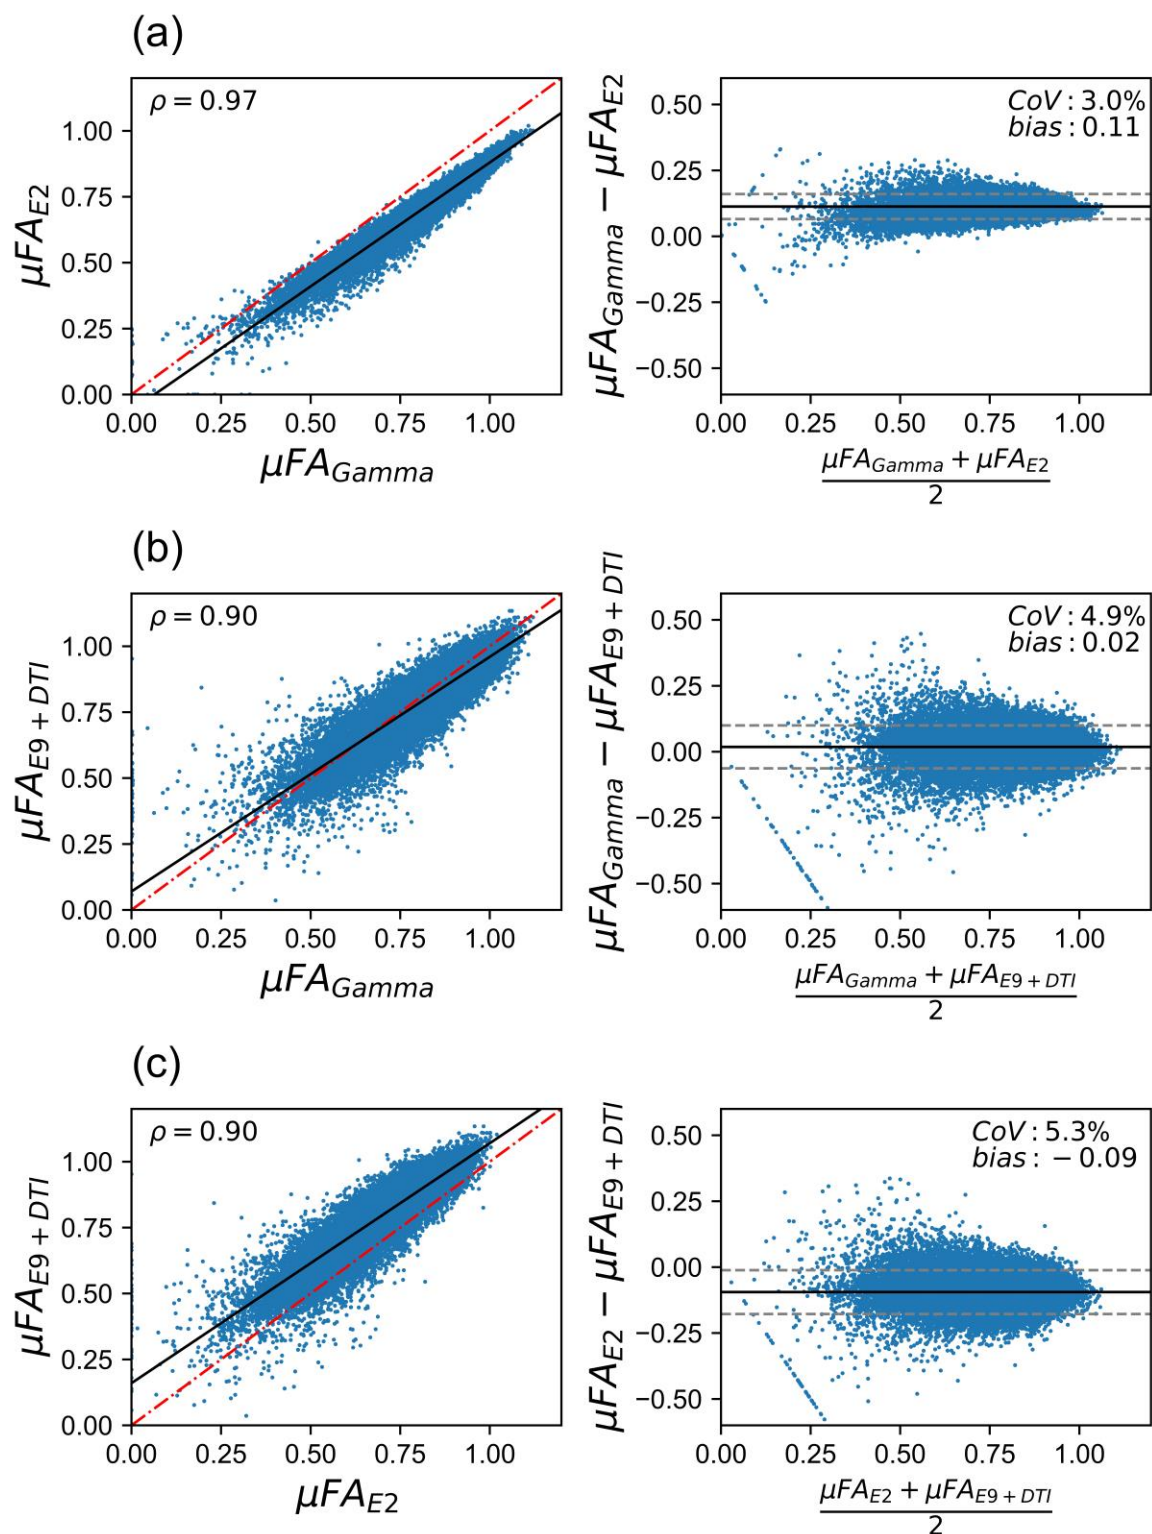 (a)
ρ = 0.97
μFA_E2
1.00
0.75
0.50
0.25
0.00
0.00 0.25 0.50 0.75 1.00
μFA_Gamma
CoV : 3.0%
bias : 0.11
μFA_Gamma − μFA_E2
0.50
0.25
0.00
−0.25
−0.50
0.00 0.25 0.50 0.75 1.00
μFA_Gamma + μFA_E2
2
(b)
ρ = 0.90
μFA_E9 + DTI
1.00
0.75
0.50
0.25
0.00
0.00 0.25 0.50 0.75 1.00
μFA_Gamma
CoV : 4.9%
bias : 0.02
μFA_Gamma − μFA_E9 + DTI
0.50
0.25
0.00
−0.25
−0.50
0.00 0.25 0.50 0.75 1.00
μFA_Gamma + μFA_E9 + DTI
2
(c)
ρ = 0.90
μFA_E9 + DTI
1.00
0.75
0.50
0.25
0.00
0.00 0.25 0.50 0.75 1.00
μFA_E2
CoV : 5.3%
bias : − 0.09
μFA_E2 − μFA_E9 + DTI
0.50
0.25
0.00
−0.25
−0.50
0.00 0.25 0.50 0.75 1.00
μFA_E2 + μFA_E9 + DTI
2